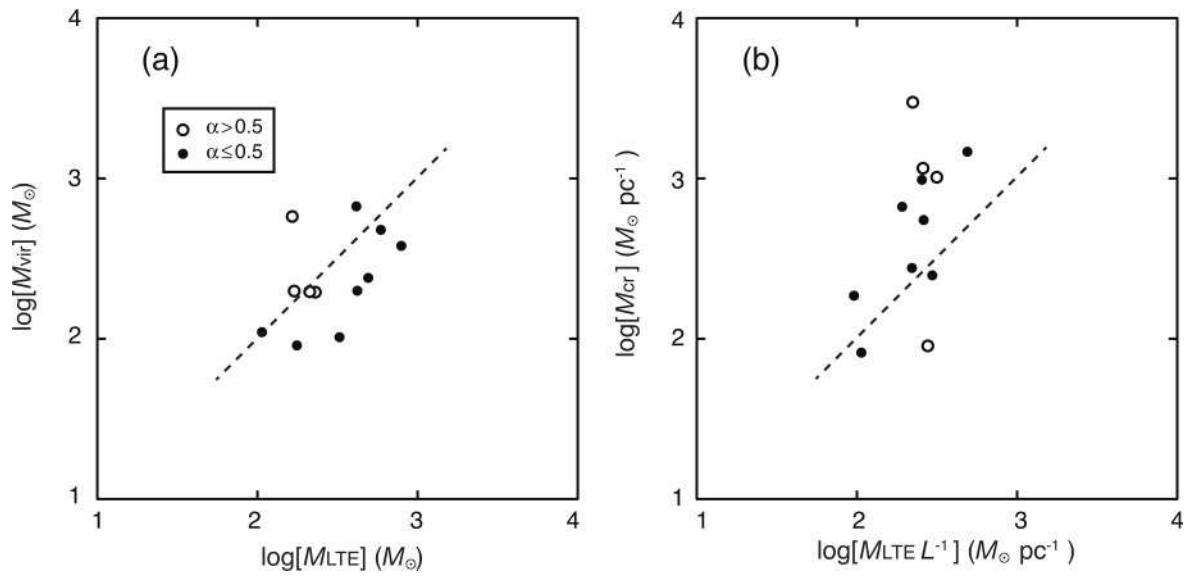 (a)
α>0.5
α≤0.5
4
3
2
1
log[Mvir] (M⊙)
1 2 3 4
log[MLTE] (M⊙)
(b)
4
3
2
1
log[Mcr] (M⊙ pc⁻¹)
1 2 3 4
log[MLTE L⁻¹] (M⊙ pc⁻¹)